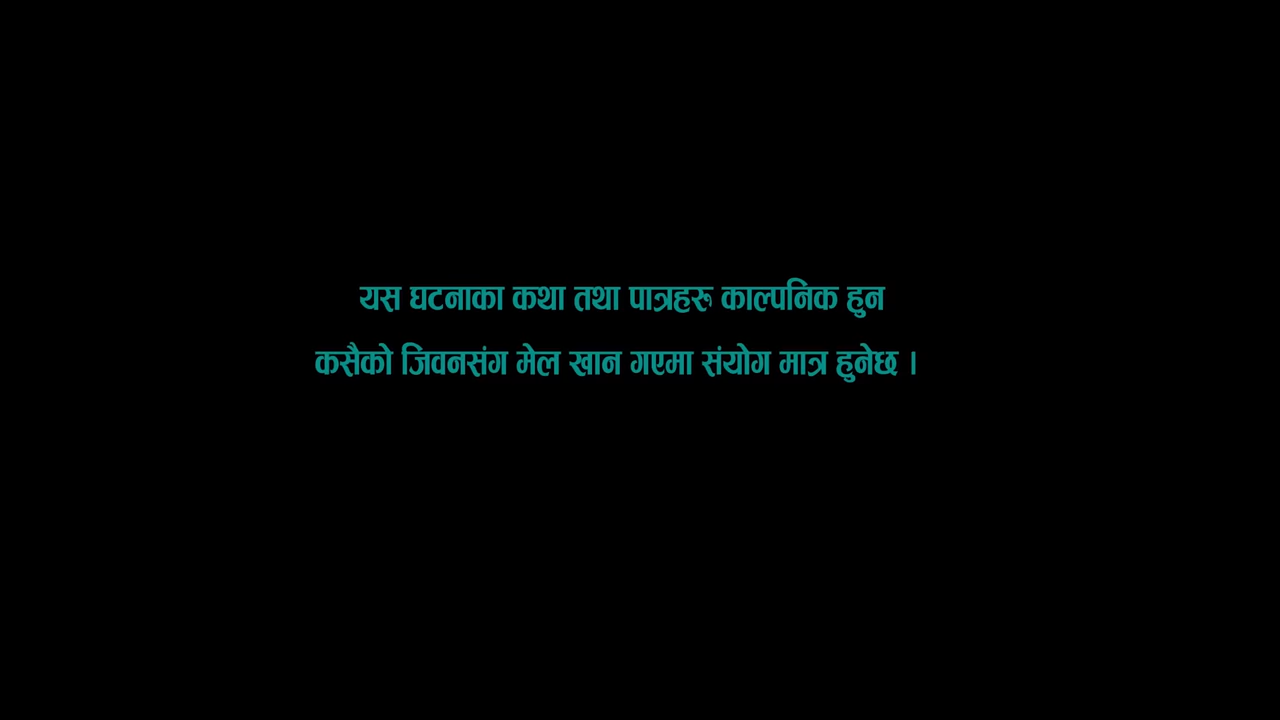 यस घटनाका कथा तथा पात्रहरू काल्पनिक हुन
कसैको जिवनसंग मेल खान गएमा संयोग मात्र हुनेछ ।